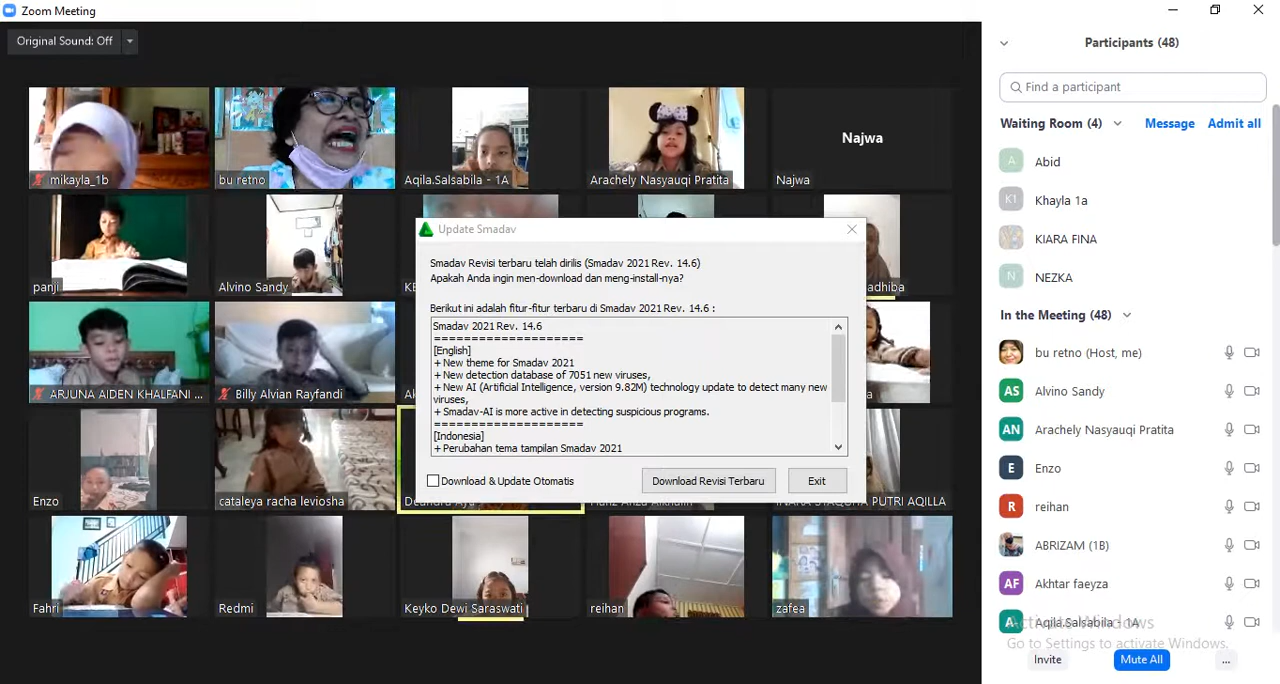 Zoom Meeting
Original Sound: Off
mikayla_1b
bu retno
Aqila.Salsabila - 1A
Arachely Nasyauqi Pratita
Najwa
Najwa
panji
Alvino Sandy
ARJUNA AIDEN KHALFANI ...
Billy Alvian Rayfandi
Enzo
cataleya racha leviosha
INARA STAQUHA PUTRI AQILLA
Fahri
Redmi
Keyko Dewi Saraswati
reihan
zafea
Update Smadav
Smadav Revisi terbaru telah dirilis (Smadav 2021 Rev. 14.6)
Apakah Anda ingin men-download dan meng-install-nya?
Berikut ini adalah fitur-fitur terbaru di Smadav 2021 Rev. 14.6 :
Smadav 2021 Rev. 14.6
====================
[English]
+ New theme for Smadav 2021
+ New detection database of 7051 new viruses,
+ New AI (Artificial Intelligence, version 9.82M) technology update to detect many new
viruses,
+ Smadav-AI is more active in detecting suspicious programs.
====================
[Indonesia]
+ Perubahan tema tampilan Smadav 2021
Download & Update Otomatis
Download Revisi Terbaru
Exit
Participants (48)
Find a participant
Waiting Room (4)
Message
Admit all
A Abid
K1 Khayla 1a
KIARA FINA
N NEZKA
In the Meeting (48)
bu retno (Host, me)
AS Alvino Sandy
AN Arachely Nasyauqi Pratita
E Enzo
R reihan
ABRIZAM (1B)
AF Akhtar faeyza
Aqila.Salsabila - 1A
Activate Windows
Go to Settings to activate Windows.
Invite
Mute All
...